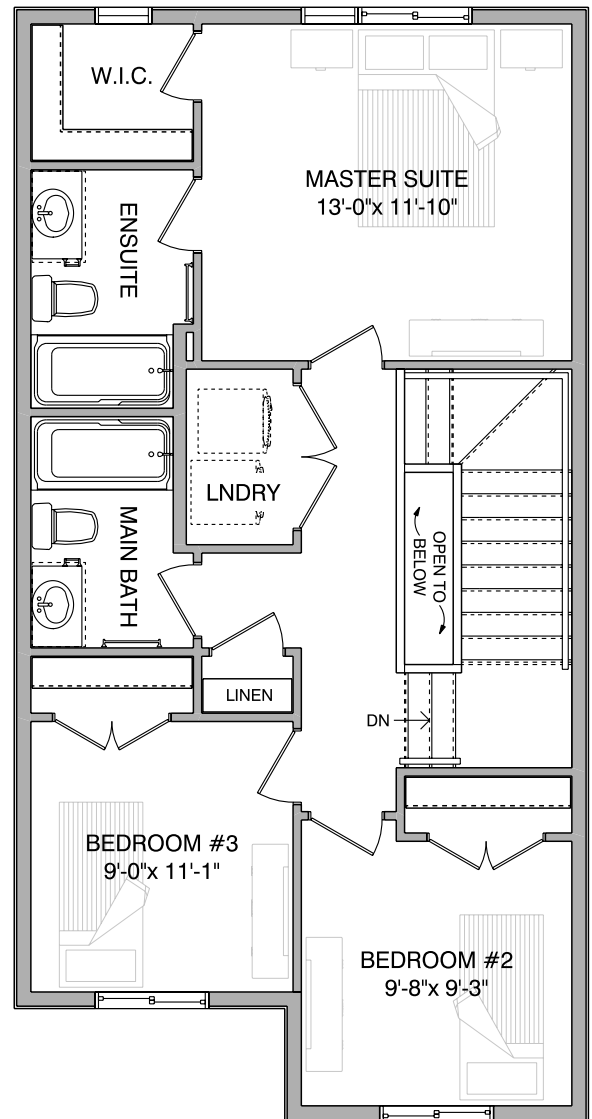 W.I.C.
MASTER SUITE
13'-0"x 11'-10"
ENSUITE
LNDRY
MAIN BATH
OPEN TO
BELOW
LINEN
DN
BEDROOM #3
9'-0"x 11'-1"
BEDROOM #2
9'-8"x 9'-3"